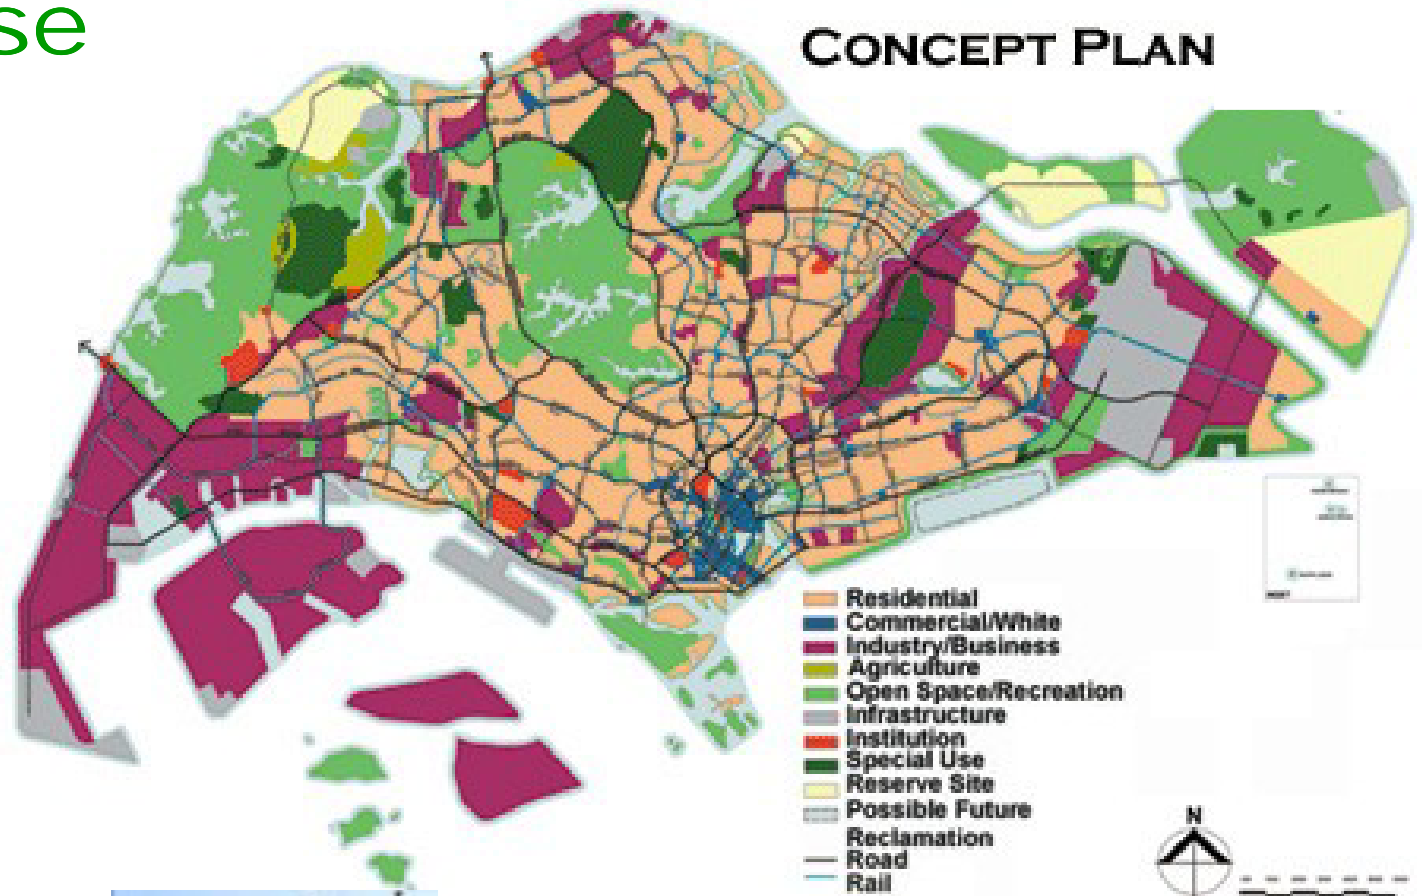 se
CONCEPT PLAN
Residential
Commercial/White
Industry/Business
Agriculture
Open Space/Recreation
Infrastructure
Institution
Special Use
Reserve Site
Possible Future
Reclamation
Road
Rail
N